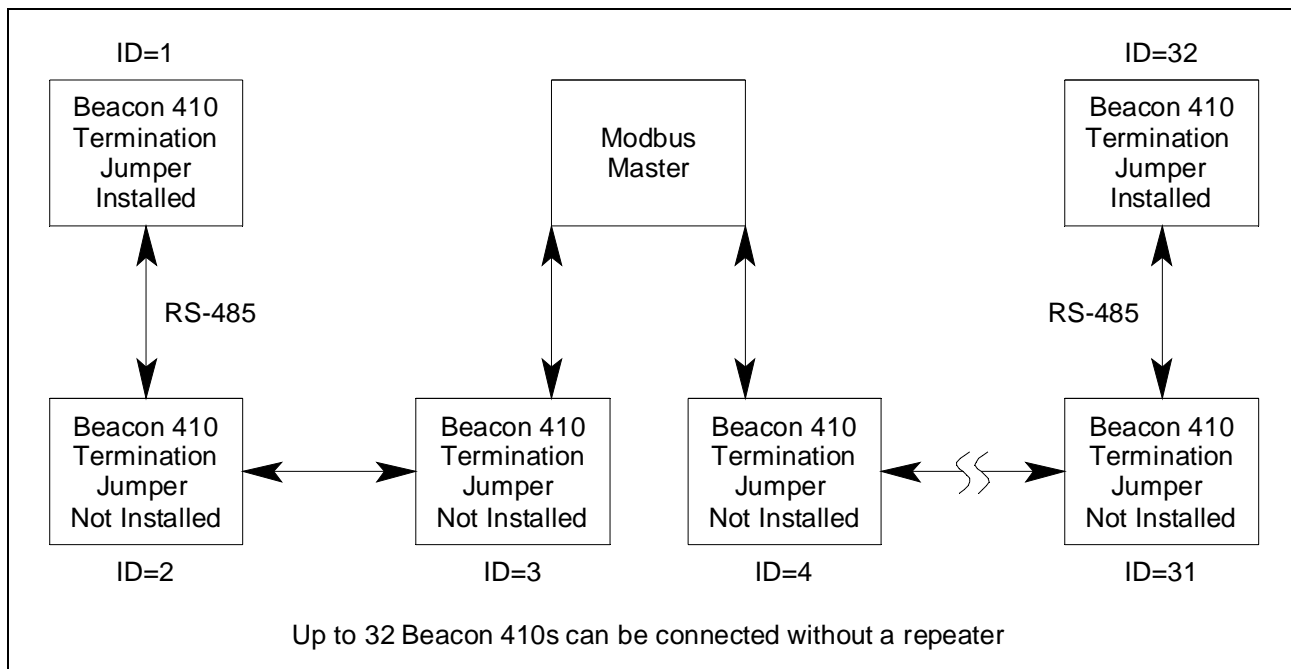 ID=1
Beacon 410
Termination
Jumper
Installed
Modbus
Master
ID=32
Beacon 410
Termination
Jumper
Installed
RS-485
RS-485
Beacon 410
Termination
Jumper
Not Installed
ID=2
Beacon 410
Termination
Jumper
Not Installed
ID=3
Beacon 410
Termination
Jumper
Not Installed
ID=4
Beacon 410
Termination
Jumper
Not Installed
ID=31
Up to 32 Beacon 410s can be connected without a repeater